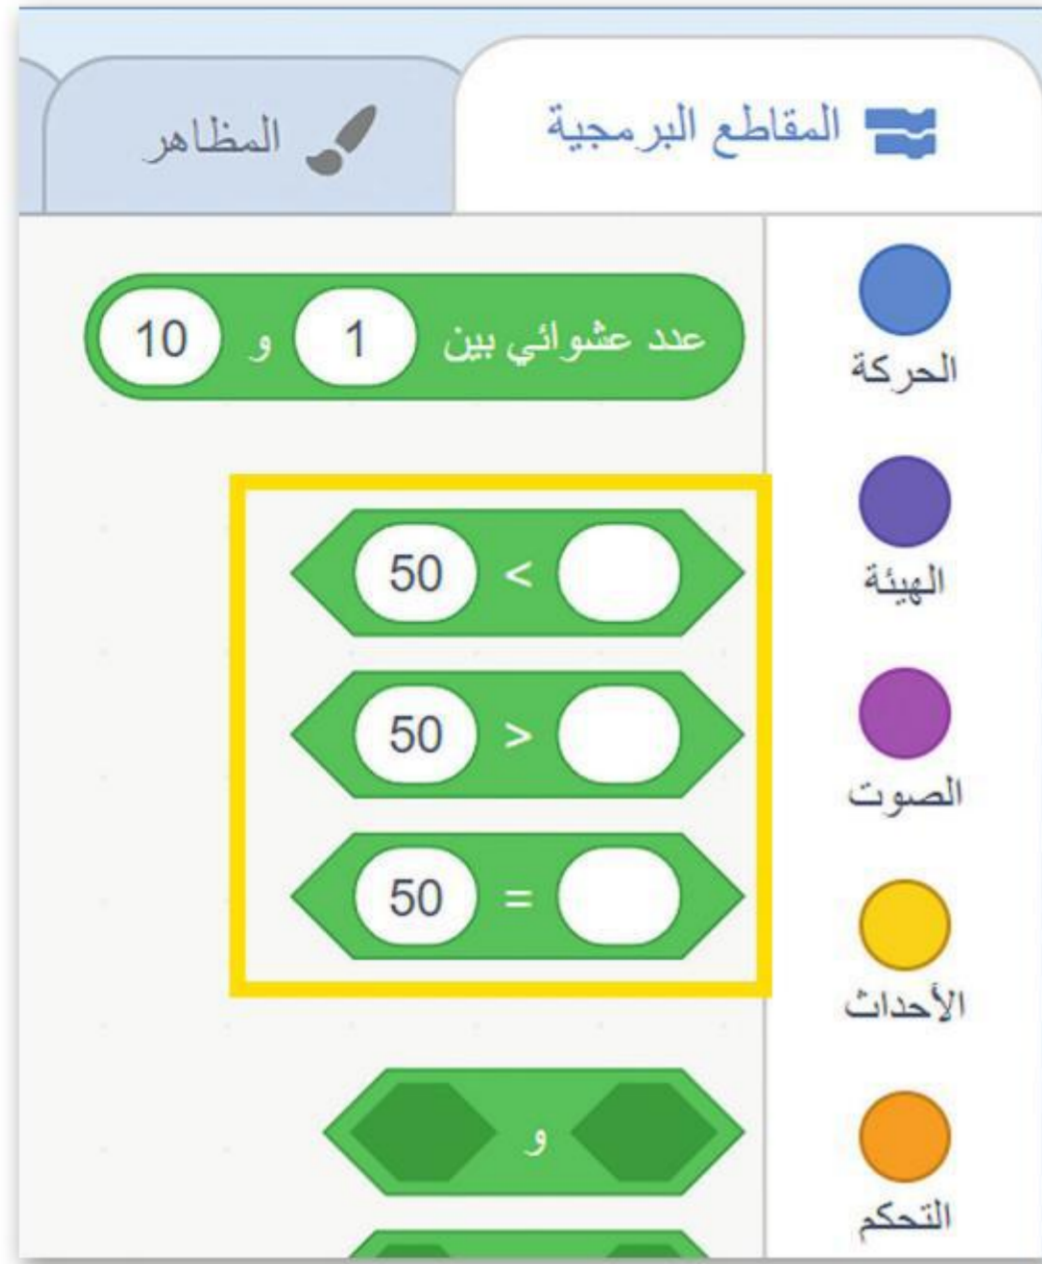 المقاطع البرمجية
المظاهر
الحركة
الهيئة
الصوت
الأحداث
التحكم
عدد عشوائي بين 1 و 10
50 < 
50 > 
50 = 
و